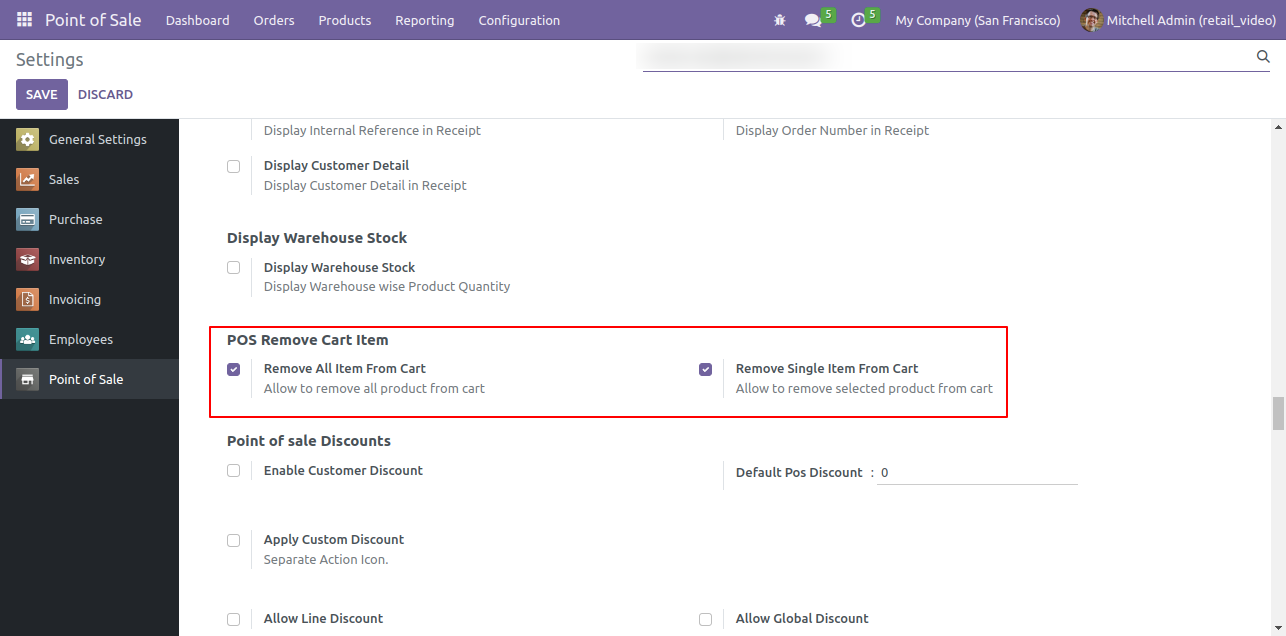 Point of Sale Dashboard Orders Products Reporting Configuration 5 5 My Company (San Francisco) Mitchell Admin (retail_video)
Settings
SAVE DISCARD
General Settings
Sales
Purchase
Inventory
Invoicing
Employees
Point of Sale
Display Internal Reference in Receipt Display Order Number in Receipt
Display Customer Detail
Display Customer Detail in Receipt
Display Warehouse Stock
Display Warehouse Stock
Display Warehouse wise Product Quantity
POS Remove Cart Item
Remove All Item From Cart Remove Single Item From Cart
Allow to remove all product from cart Allow to remove selected product from cart
Point of sale Discounts
Enable Customer Discount Default Pos Discount : 0
Apply Custom Discount
Separate Action Icon.
Allow Line Discount Allow Global Discount